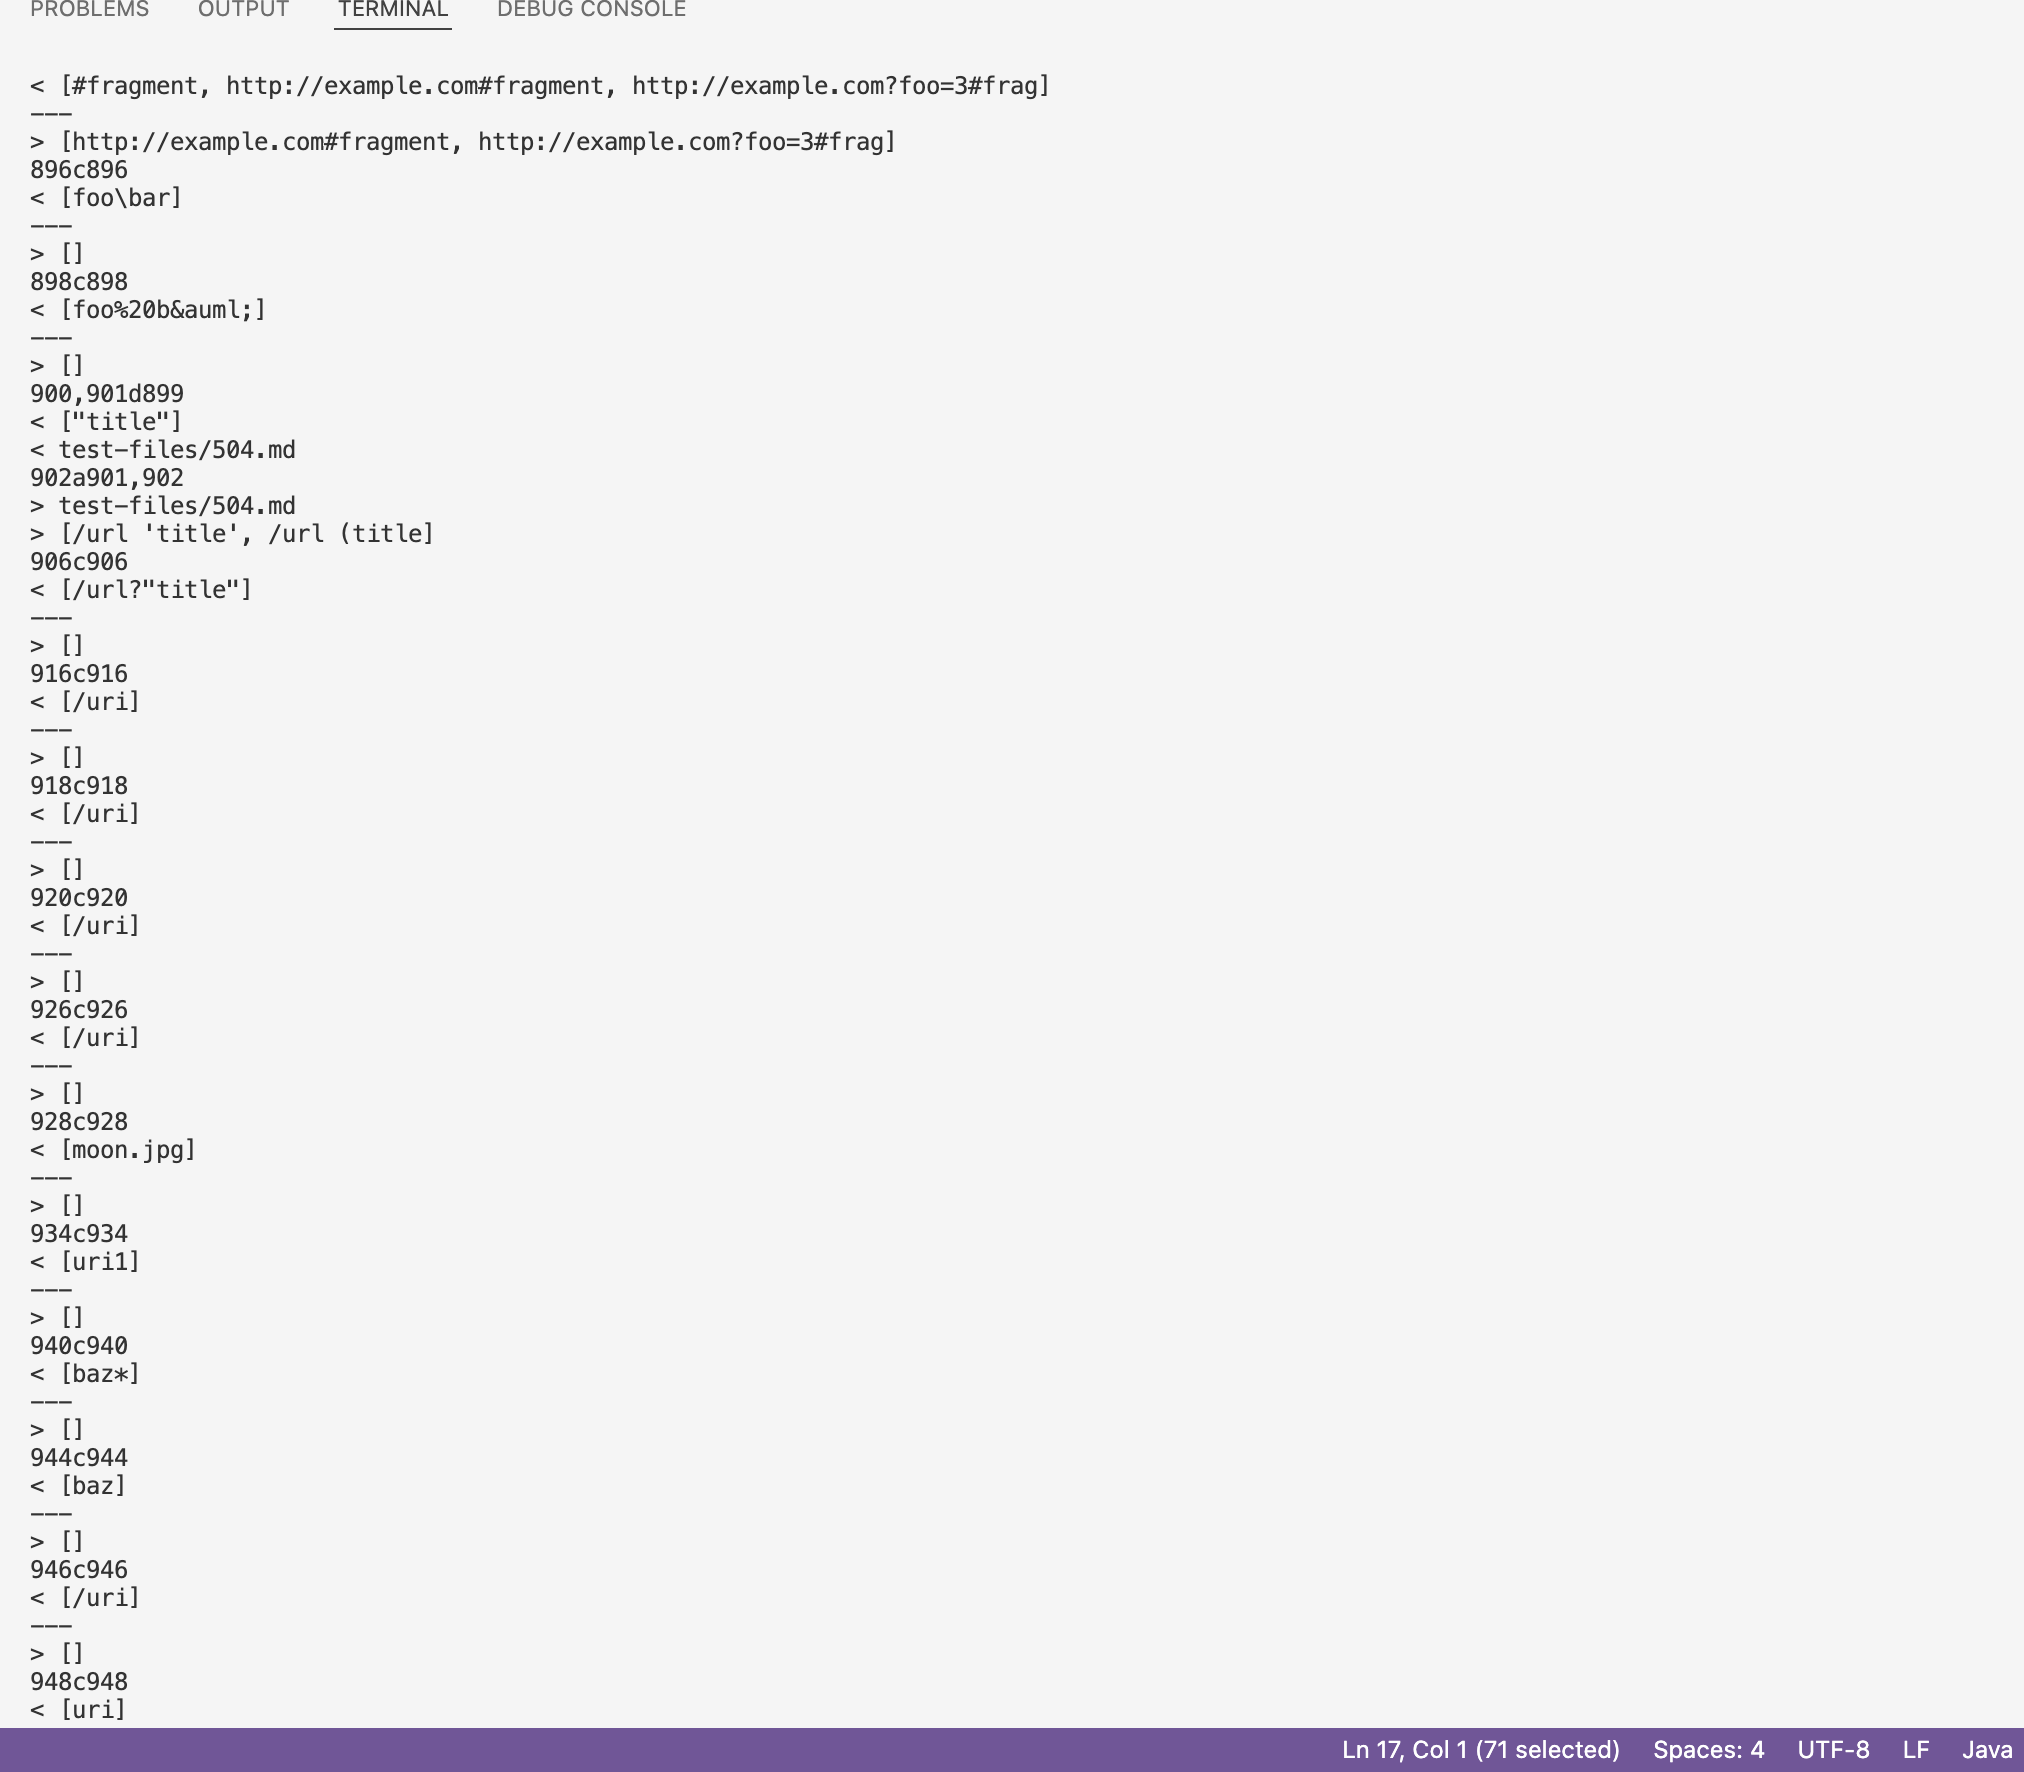 PROBLEMS OUTPUT TERMINAL DEBUG CONSOLE
< [#fragment, http://example.com#fragment, http://example.com?foo=3#frag]
---
> [http://example.com#fragment, http://example.com?foo=3#frag]
896c896
< [foo\bar]
---
> []
898c898
< [foo%20b&auml;]
---
> []
900,901d899
< ["title"]
< test-files/504.md
902a901,902
> test-files/504.md
> [/url 'title', /url (title]
906c906
< [/url?"title"]
---
> []
916c916
< [/uri]
---
> []
918c918
< [/uri]
---
> []
920c920
< [/uri]
---
> []
926c926
< [/uri]
---
> []
928c928
< [moon.jpg]
---
> []
934c934
< [uri1]
---
> []
940c940
< [baz*]
---
> []
944c944
< [baz]
---
> []
946c946
< [/uri]
---
> []
948c948
< [uri]
Ln 17, Col 1 (71 selected) Spaces: 4 UTF-8 LF Java